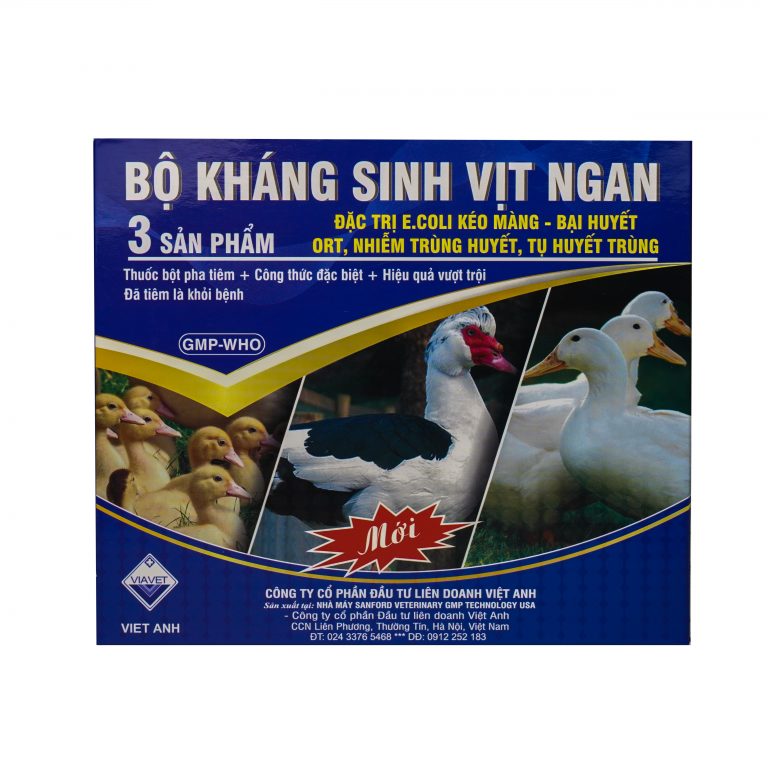 BỘ KHÁNG SINH VỊT NGAN
3 SẢN PHẨM
ĐẶC TRỊ E.COLI KÉO MÀNG - BẠI HUYẾT
ORT, NHIỄM TRÙNG HUYẾT, TỤ HUYẾT TRÙNG
Thuốc bột pha tiêm + Công thức đặc biệt + Hiệu quả vượt trội
Đã tiêm là khỏi bệnh
GMP-WHO
Mới
VIAVET
VIET ANH
CÔNG TY CỔ PHẦN ĐẦU TƯ LIÊN DOANH VIỆT ANH
Sản xuất tại: NHÀ MÁY SANFORD VETERINARY GMP TECHNOLOGY USA
- Công ty cổ phần Đầu tư liên doanh Việt Anh
CCN Liên Phương, Thường Tín, Hà Nội, Việt Nam
ĐT: 024 3376 5468 *** DĐ: 0912 252 183